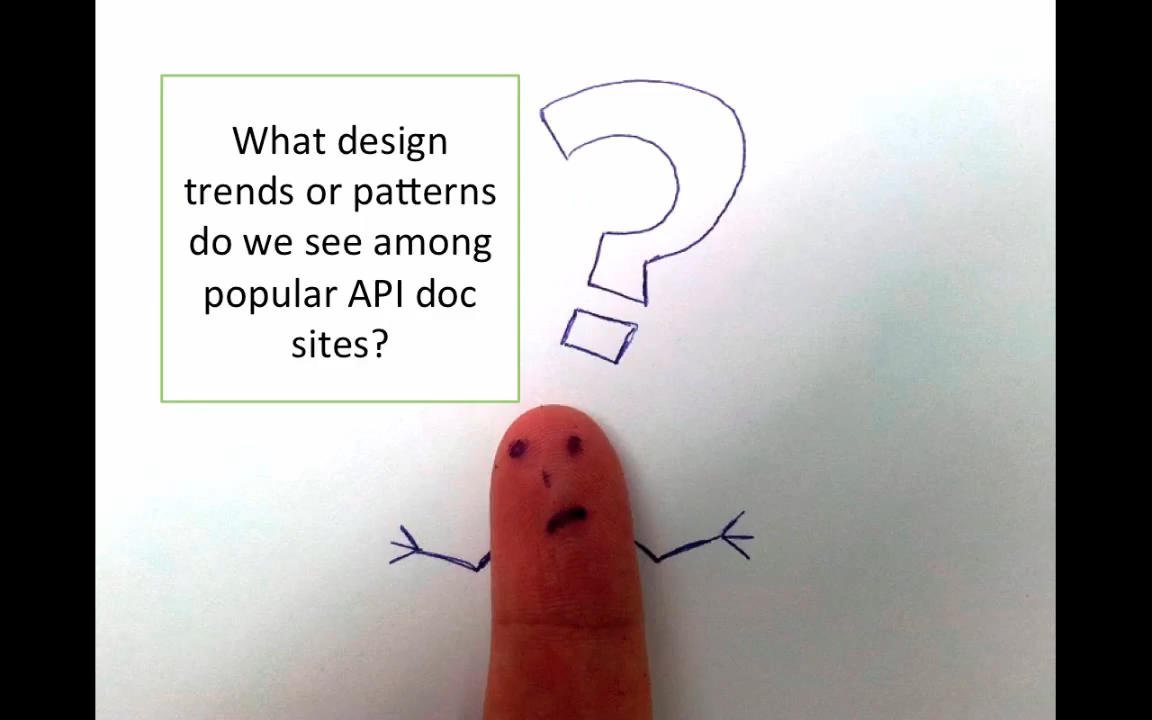 What design
trends or patterns
do we see among
popular API doc
sites?